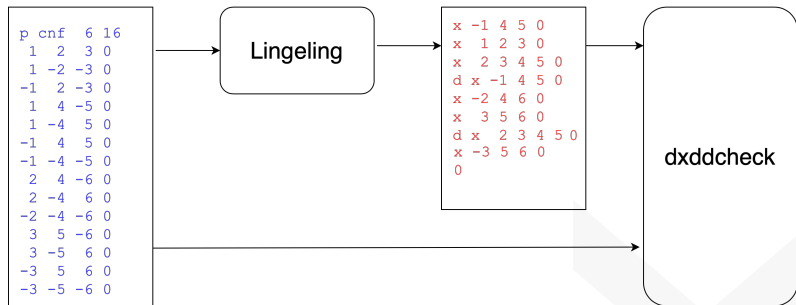 p cnf 6 16
1 2 3 0
1 -2 -3 0
-1 2 -3 0
1 4 -5 0
1 -4 5 0
-1 4 5 0
-1 -4 -5 0
2 4 -6 0
2 -4 6 0
-2 -4 -6 0
3 5 -6 0
3 -5 6 0
-3 5 6 0
-3 -5 -6 0
Lingeling
x -1 4 5 0
x 1 2 3 0
x 2 3 4 5 0
d x -1 4 5 0
x -2 4 6 0
x 3 5 6 0
d x 2 3 4 5 0
x -3 5 6 0
0
dxddcheck